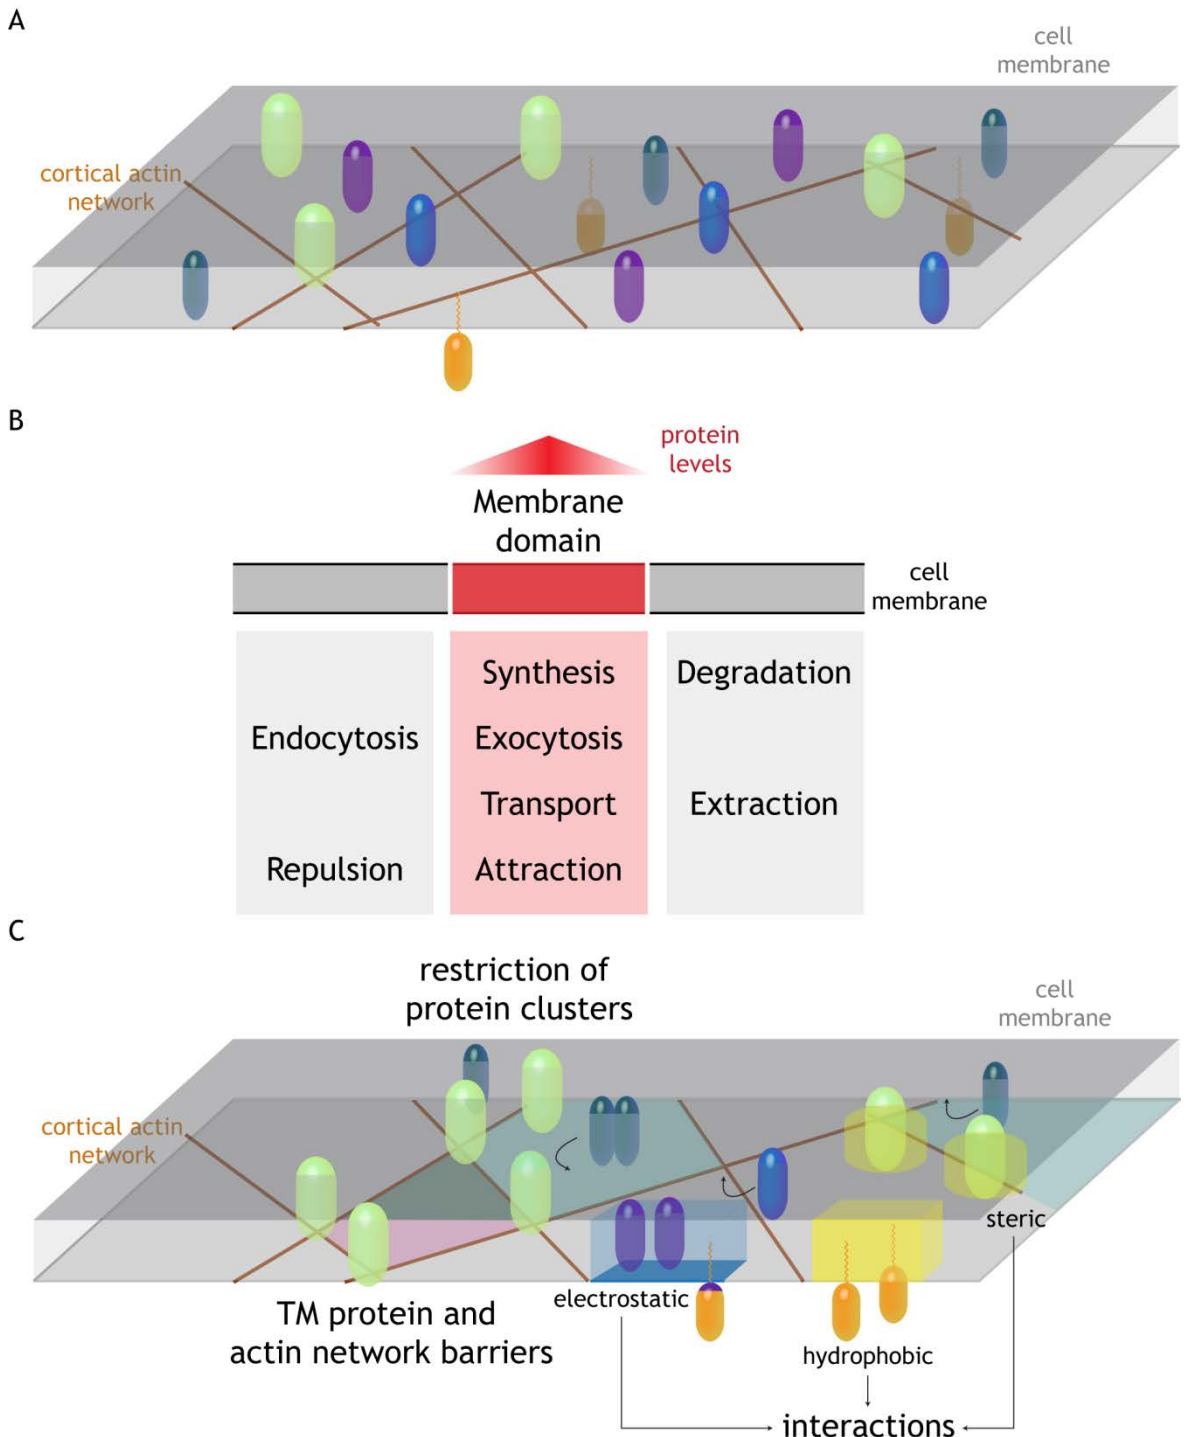 A
cell
membrane
cortical actin
network
B
protein
levels
Membrane
domain
cell
membrane
Synthesis
Degradation
Endocytosis
Exocytosis
Transport
Extraction
Repulsion
Attraction
C
restriction of
protein clusters
cell
membrane
cortical actin
network
steric
electrostatic
TM protein and
actin network barriers
hydrophobic
interactions